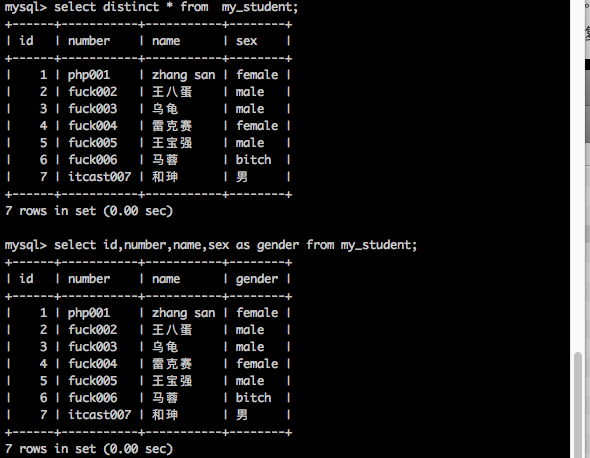 mysql> select distinct * from  my_student;
+------+-----------+-----------+--------+
| id   | number    | name      | sex    |
+------+-----------+-----------+--------+
|    1 | php001    | zhang san | female |
|    2 | fuck002   | 王八蛋    | male   |
|    3 | fuck003   | 乌龟      | male   |
|    4 | fuck004   | 雷克赛    | female |
|    5 | fuck005   | 王宝强    | male   |
|    6 | fuck006   | 马蓉      | bitch  |
|    7 | itcast007 | 和珅      | 男     |
+------+-----------+-----------+--------+
7 rows in set (0.00 sec)
mysql> select id,number,name,sex as gender from my_student;
+------+-----------+-----------+--------+
| id   | number    | name      | gender |
+------+-----------+-----------+--------+
|    1 | php001    | zhang san | female |
|    2 | fuck002   | 王八蛋    | male   |
|    3 | fuck003   | 乌龟      | male   |
|    4 | fuck004   | 雷克赛    | female |
|    5 | fuck005   | 王宝强    | male   |
|    6 | fuck006   | 马蓉      | bitch  |
|    7 | itcast007 | 和珅      | 男     |
+------+-----------+-----------+--------+
7 rows in set (0.00 sec)